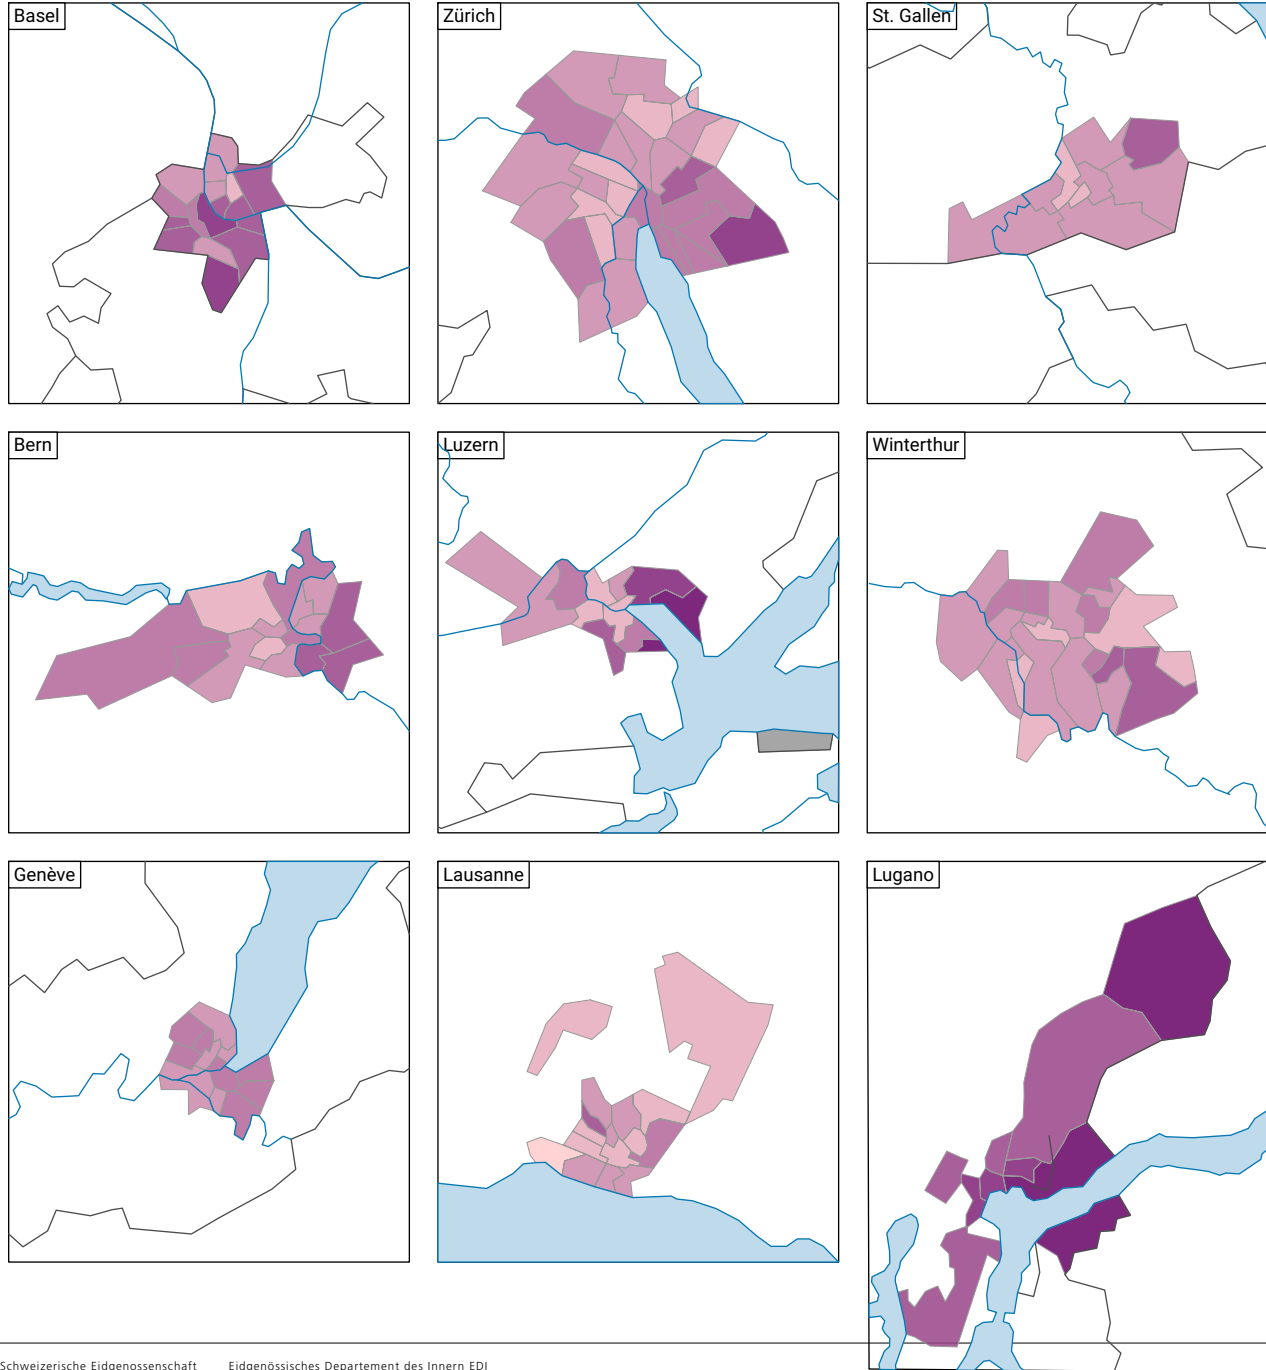 Basel
Zürich
St. Gallen
Bern
Luzern
Winterthur
Genève
Lausanne
Lugano
Schweizerische Eidgenossenschaft
Eidgenössisches Departement des Innern EDI